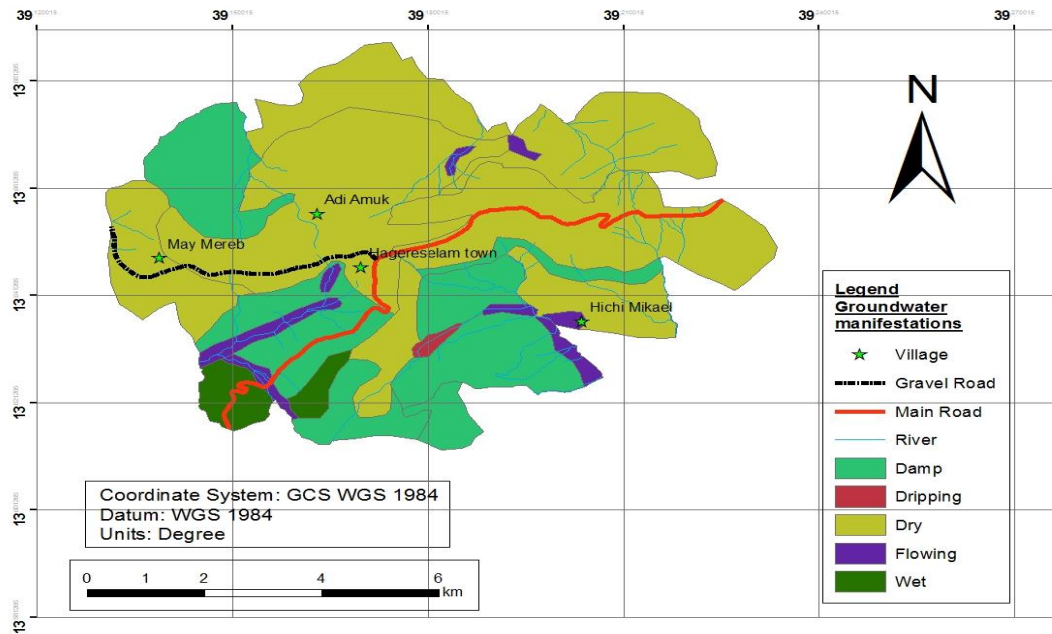 39
39
39
39
39
39
N
13
13
13
13
13
13
Adi Amuk
May Mereb
Hagereselam town
Hichi Mikael
Legend
Groundwater
manifestations
Village
Gravel Road
Main Road
River
Damp
Dripping
Dry
Flowing
Wet
Coordinate System: GCS WGS 1984
Datum: WGS 1984
Units: Degree
0 1 2 4 6
km